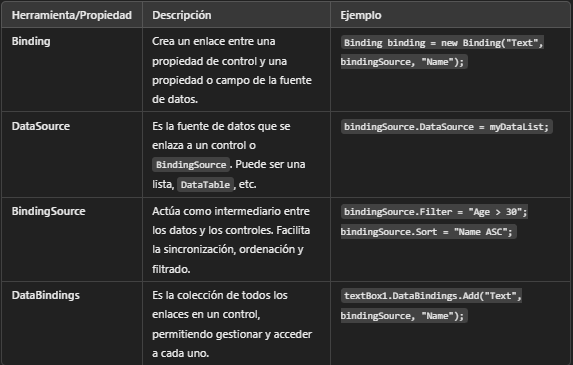 Herramienta/Propiedad Descripción Ejemplo
Binding
Crea un enlace entre una
propiedad de control y una
propiedad o campo de la fuente
de datos.
Binding binding = new Binding("Text",
bindingSource, "Name");
DataSource
Es la fuente de datos que se
enlaza a un control o
BindingSource. Puede ser una
lista, DataTable, etc.
bindingSource.DataSource = myDataList;
BindingSource
Actúa como intermediario entre
los datos y los controles. Facilita
la sincronización, ordenación y
filtrado.
bindingSource.Filter = "Age > 30";
bindingSource.Sort = "Name ASC";
DataBindings
Es la colección de todos los
enlaces en un control,
permitiendo gestionar y acceder
a cada uno.
textBox1.DataBindings.Add("Text",
bindingSource, "Name");